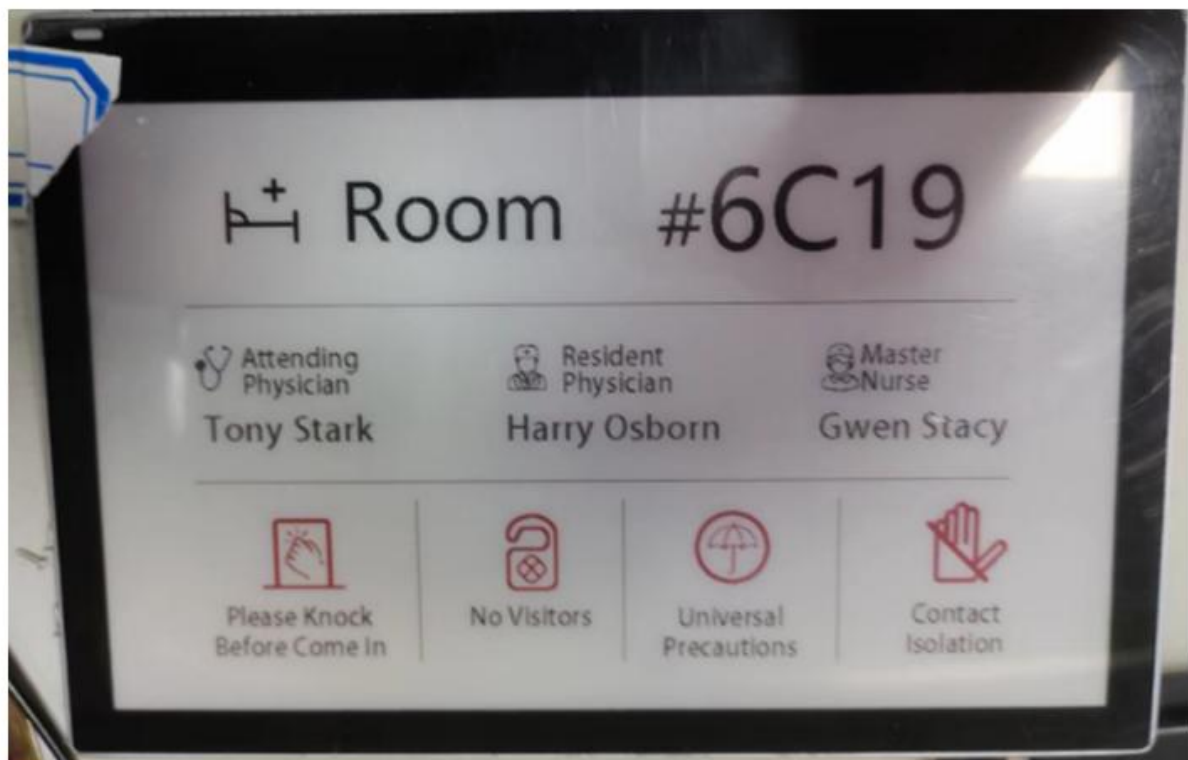 Room #6C19
Attending
Physician
Tony Stark
Resident
Physician
Harry Osborn
Master
Nurse
Gwen Stacy
Please Knock
Before Come In
No Visitors
Universal
Precautions
Contact
Isolation